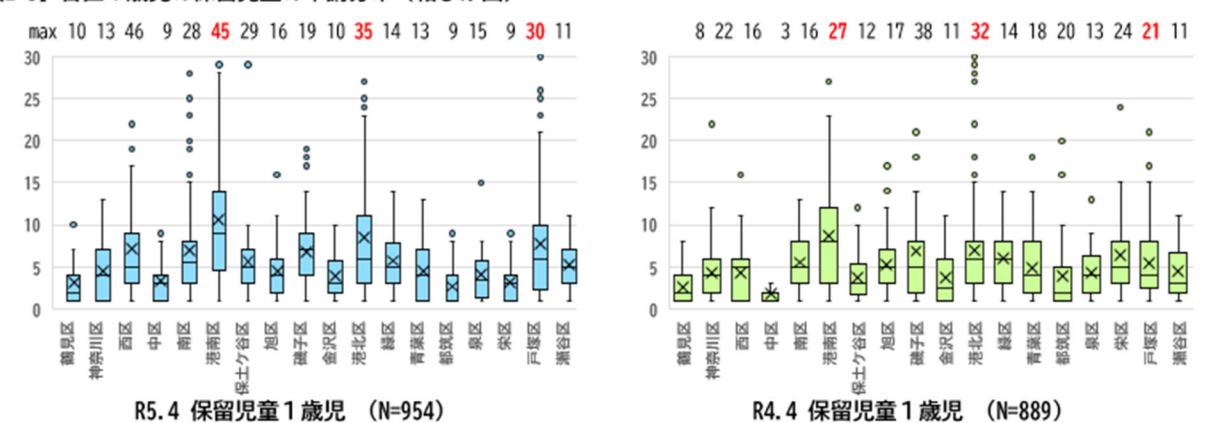 max 10 13 46 9 28 45 29 16 19 10 35 14 13 9 15 9 30 11
30
25
20
15
10
5
0
鶴見区 神奈川区 西区 中区 南区 港南区 保土ケ谷区 旭区 磯子区 金沢区 港北区 緑区 青葉区 都筑区 泉区 栄区 戸塚区 瀬谷区
R5.4 保留児童１歳児 （N=954）
8 22 16 3 16 27 12 17 38 11 32 14 18 20 13 24 21 11
30
25
20
15
10
5
0
鶴見区 神奈川区 西区 中区 南区 港南区 保土ケ谷区 旭区 磯子区 金沢区 港北区 緑区 青葉区 都筑区 泉区 栄区 戸塚区 瀬谷区
R4.4 保留児童１歳児 （N=889）